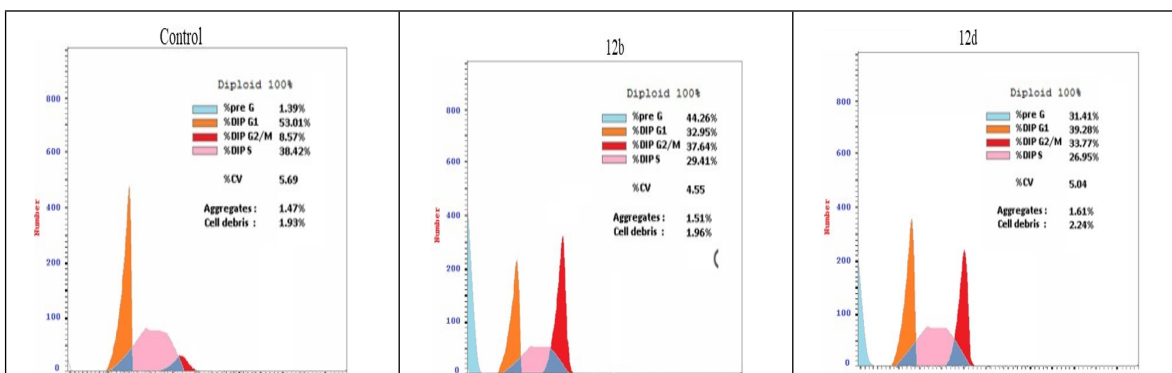 Control
Diploid 100%
%pre G 1.39%
%DIP G1 53.01%
%DIP G2/M 8.57%
%DIP S 38.42%
%CV 5.69
Aggregates : 1.47%
Cell debris : 1.93%
800
600
400
200
100
0
Number
12b
Diploid 100%
%pre G 44.26%
%DIP G1 32.95%
%DIP G2/M 37.64%
%DIP S 29.41%
%CV 4.55
Aggregates : 1.51%
Cell debris : 1.96%
800
600
400
200
100
0
Number
12d
Diploid 100%
%pre G 31.41%
%DIP G1 39.28%
%DIP G2/M 33.77%
%DIP S 26.95%
%CV 5.04
Aggregates : 1.61%
Cell debris : 2.24%
800
600
400
200
100
0
Number